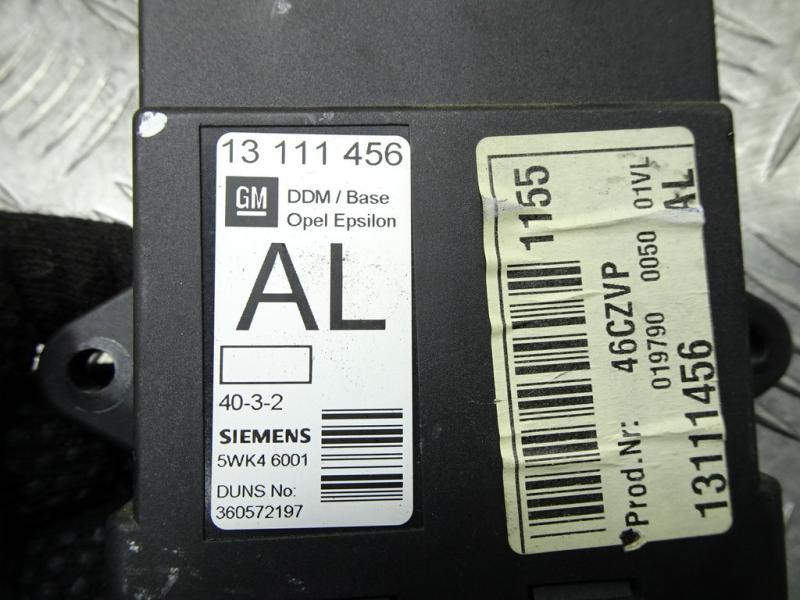 13 111 456
GM
DDM / Base
Opel Epsilon
AL
40-3-2
SIEMENS
5WK4 6001
DUNS No:
360572197
1155
46CZVP
019790 0050 01VL
Prod.Nr:
13111456 AL